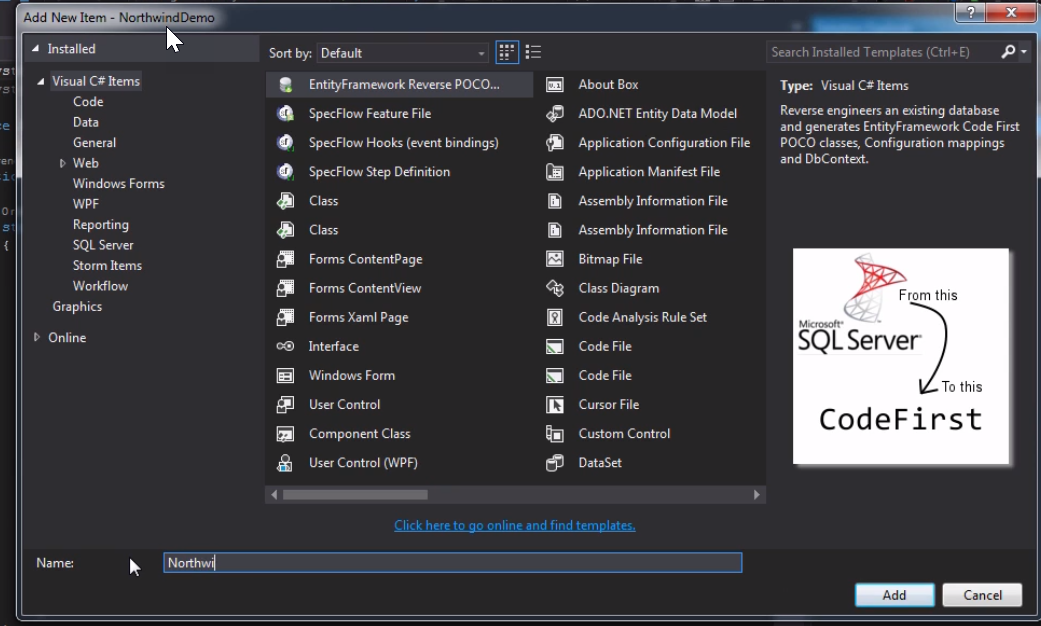 Add New Item - NorthwindDemo
?
Installed
Sort by: Default
Search Installed Templates (Ctrl+E)
Visual C# Items
Code
Data
General
Web
Windows Forms
WPF
Reporting
SQL Server
Storm Items
Workflow
Graphics
Online
EntityFramework Reverse POCO...
SpecFlow Feature File
SpecFlow Hooks (event bindings)
SpecFlow Step Definition
Class
Class
Forms ContentPage
Forms ContentView
Forms Xaml Page
Interface
Windows Form
User Control
Component Class
User Control (WPF)
About Box
ADO.NET Entity Data Model
Application Configuration File
Application Manifest File
Assembly Information File
Assembly Information File
Bitmap File
Class Diagram
Code Analysis Rule Set
Code File
Code File
Cursor File
Custom Control
DataSet
Type: Visual C# Items
Reverse engineers an existing database
and generates EntityFramework Code First
POCO classes, Configuration mappings
and DbContext.
From this
Microsoft®
SQL Server
To this
CodeFirst
Click here to go online and find templates.
Name: Northwi
Add Cancel